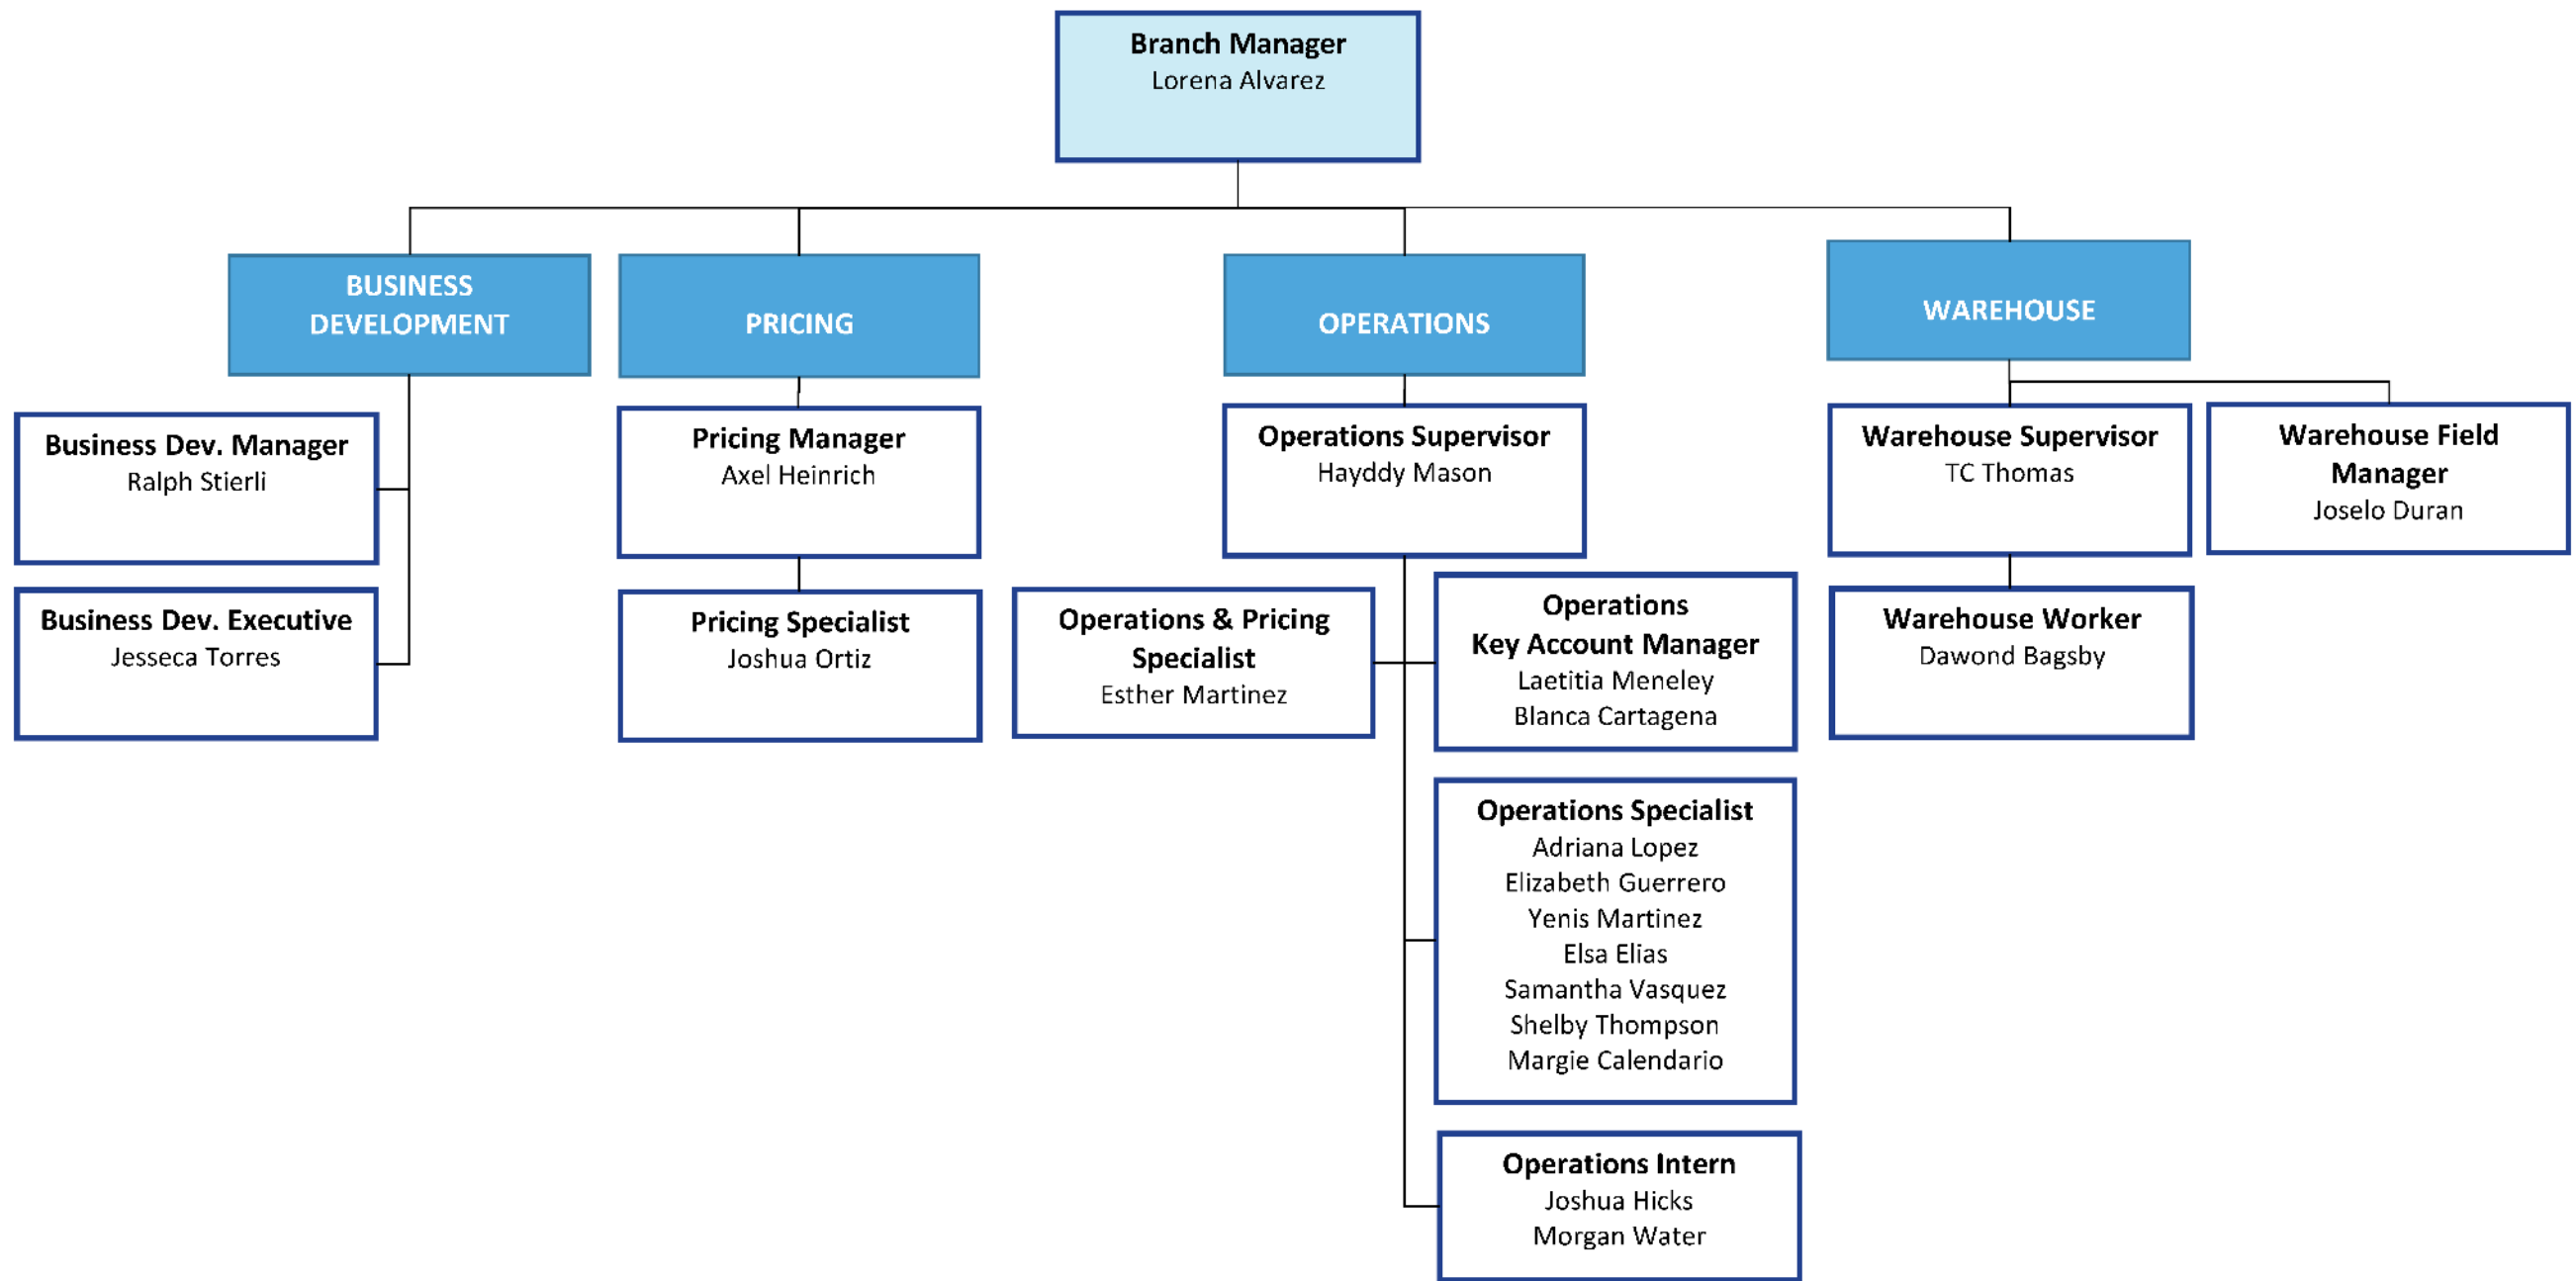 Branch Manager
Lorena Alvarez
BUSINESS
DEVELOPMENT
PRICING
OPERATIONS
WAREHOUSE
Business Dev. Manager
Ralph Stierli
Pricing Manager
Axel Heinrich
Operations Supervisor
Hayddy Mason
Warehouse Supervisor
TC Thomas
Warehouse Field
Manager
Joselo Duran
Business Dev. Executive
Jesseca Torres
Pricing Specialist
Joshua Ortiz
Operations & Pricing
Specialist
Esther Martinez
Operations
Key Account Manager
Laetitia Meneley
Blanca Cartagena
Warehouse Worker
Dawond Bagsby
Operations Specialist
Adriana Lopez
Elizabeth Guerrero
Yenis Martinez
Elsa Elias
Samantha Vasquez
Shelby Thompson
Margie Calendario
Operations Intern
Joshua Hicks
Morgan Water